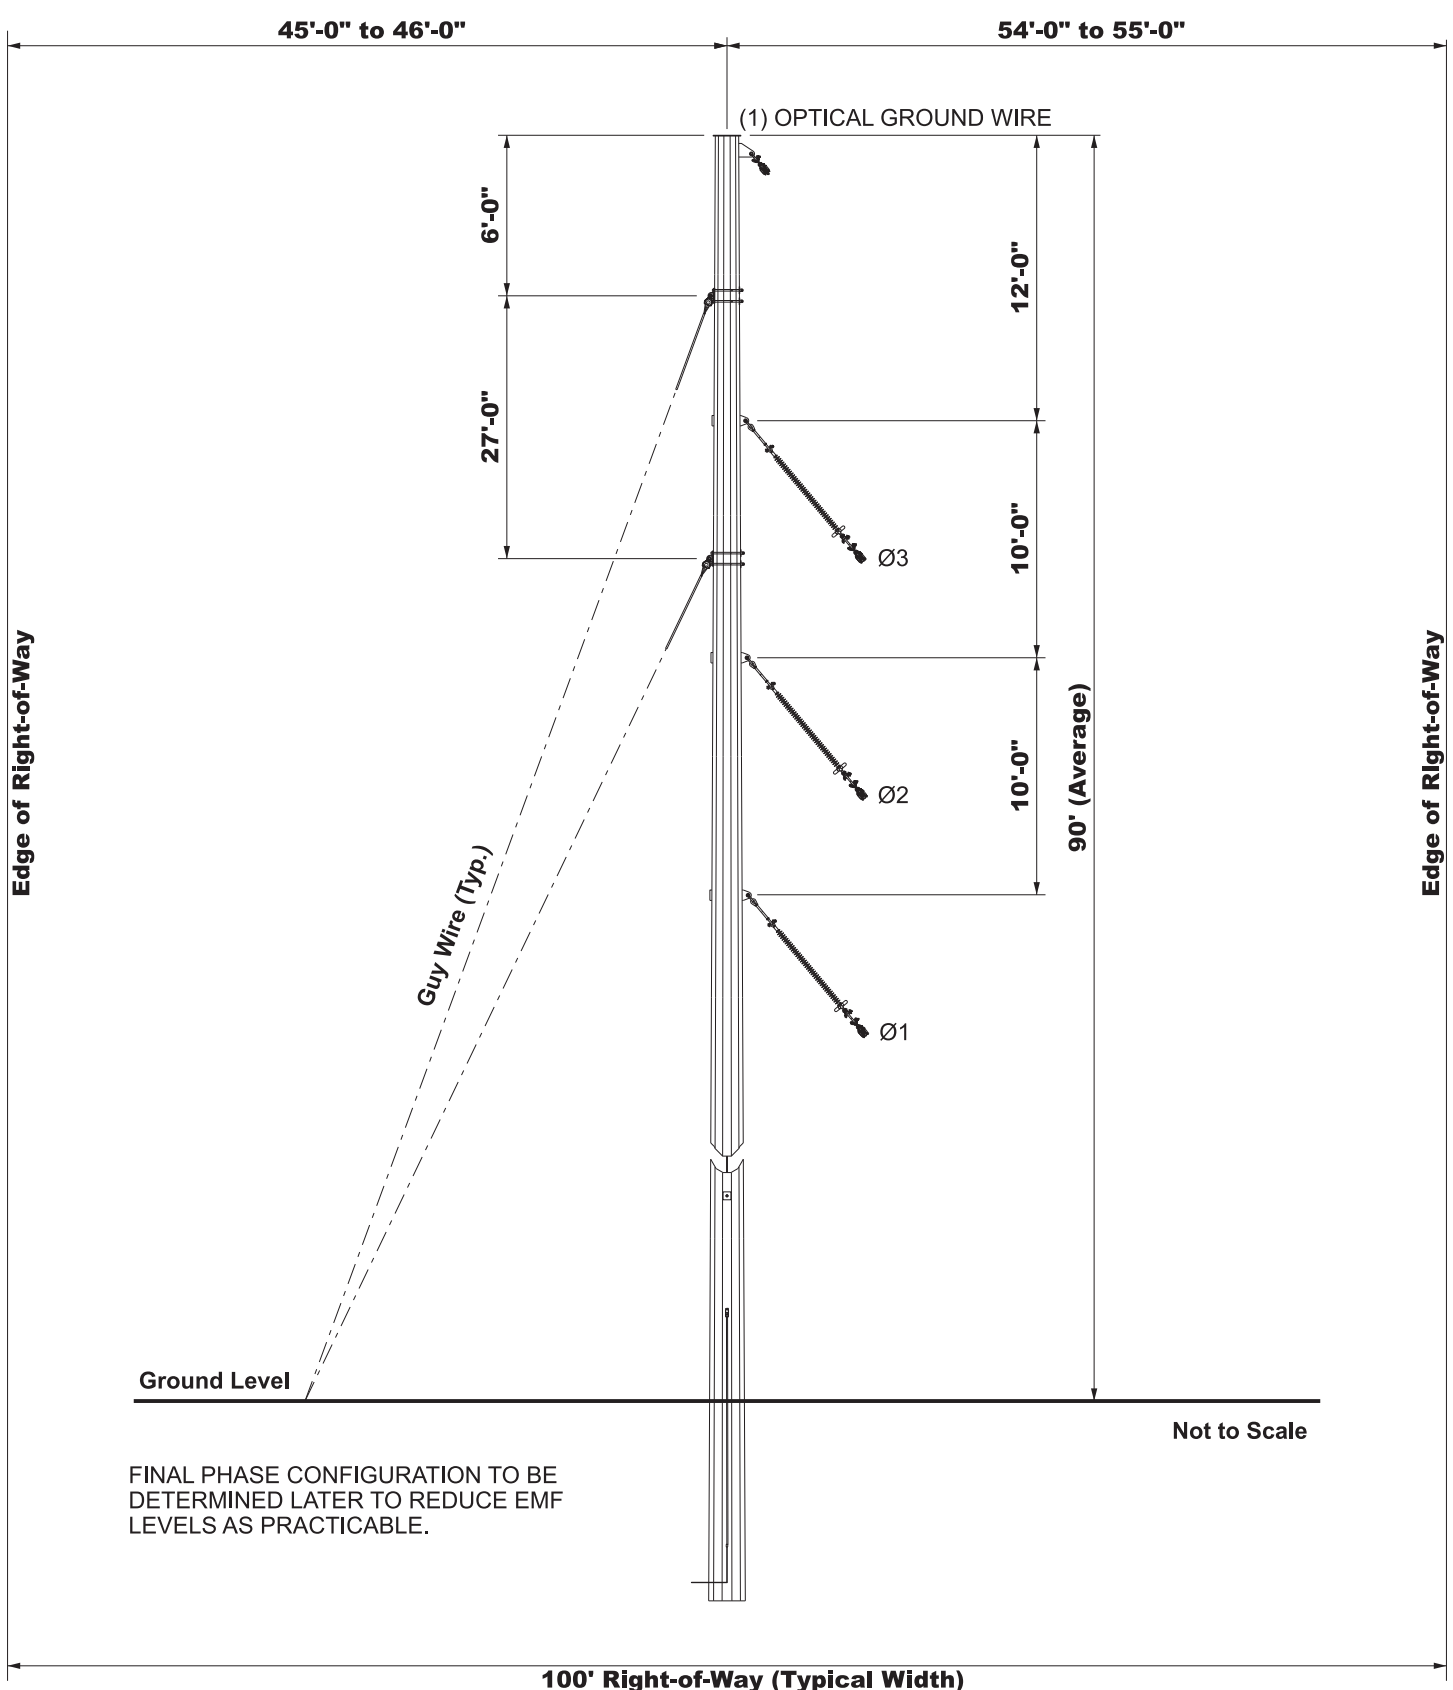 45'-0" to 46'-0"
54'-0" to 55'-0"
(1) OPTICAL GROUND WIRE
6'-0"
12'-0"
27'-0"
10'-0"
Ø3
Edge of Right-of-Way
Edge of Right-of-Way
90' (Average)
10'-0"
Ø2
Guy Wire (Typ.)
Ø1
Ground Level
Not to Scale
FINAL PHASE CONFIGURATION TO BE
DETERMINED LATER TO REDUCE EMF
LEVELS AS PRACTICABLE.
100' Right-of-Way (Typical Width)